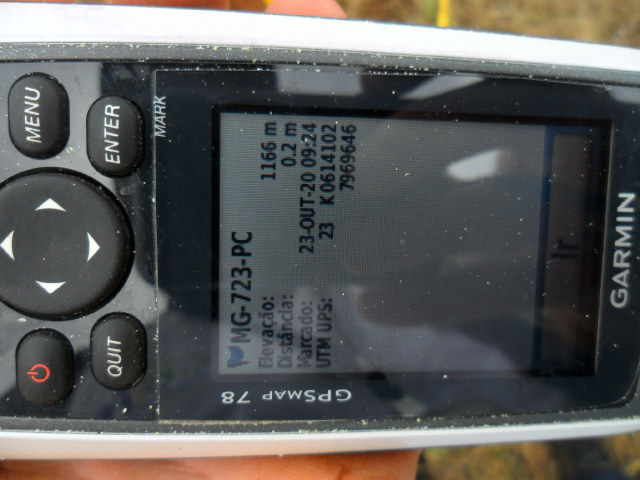 GARMIN
MG-723-PC
Elevação: 1166 m
Distância: 0.2 m
Marcado: 23-OUT-20 09:24
UTM UPS: 23 K0614102
7969646
Ir
MARK
MENU
ENTER
QUIT
GPSMAP 78